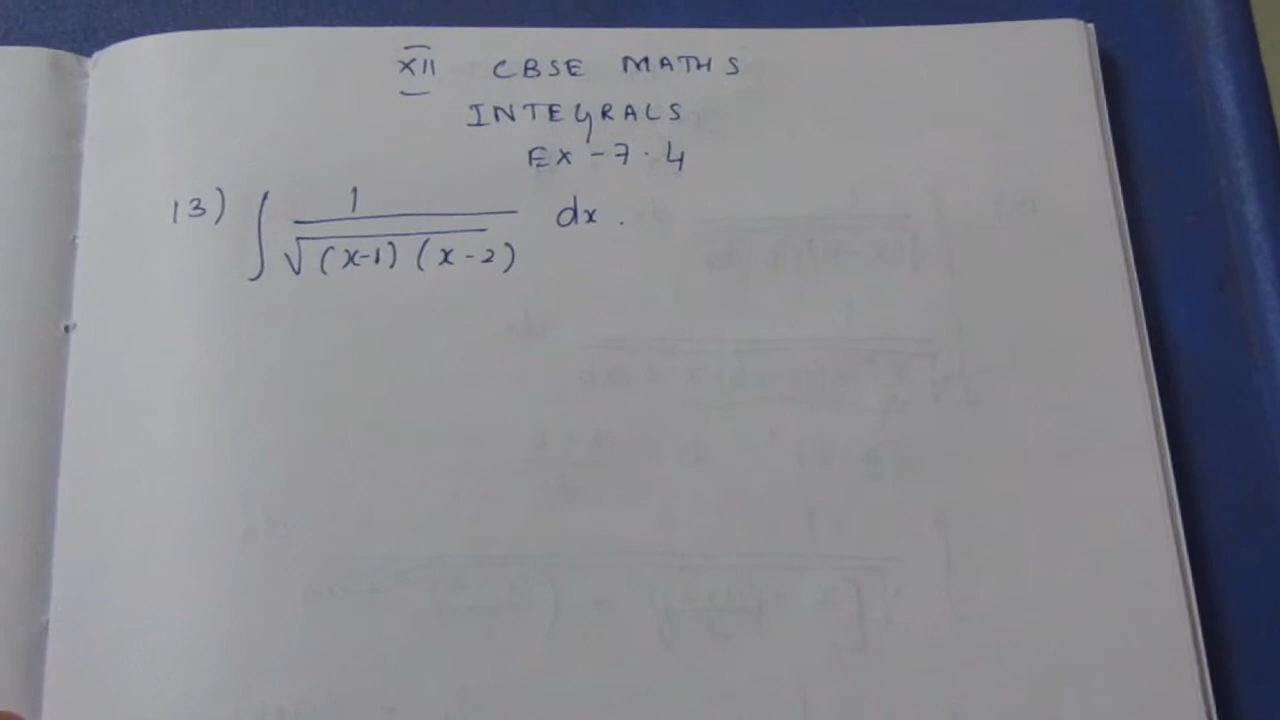 XII CBSE MATHS
INTEGRALS
EX-7.4
13) ∫ 1/√(x-1)(x-2) dx.